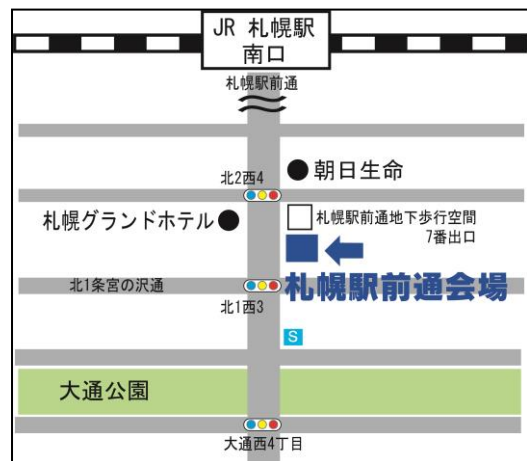 JR 札幌駅
南口
札幌駅前通
北2西4
朝日生命
札幌グランドホテル
札幌駅前通地下歩行空間
7番出口
北1条宮の沢通
札幌駅前通会場
北1西3
S
大通公園
大通西4丁目